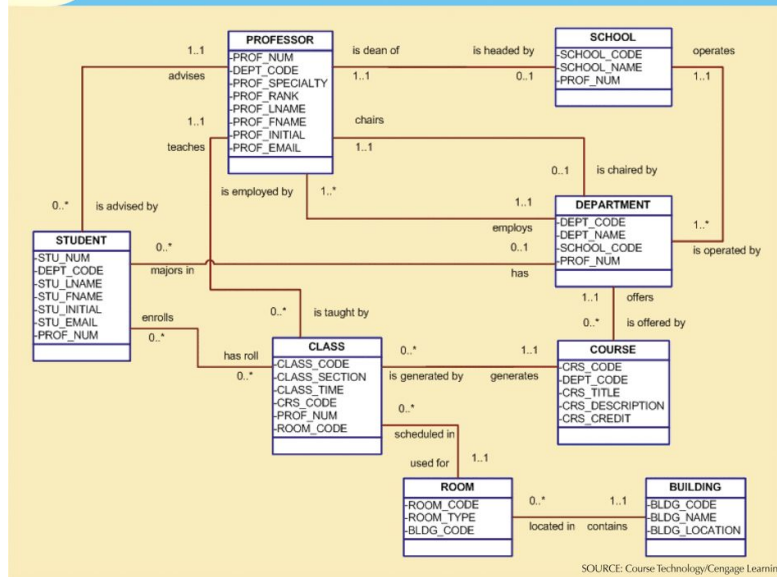 PROFESSOR
-PROF_NUM
-DEPT_CODE
-PROF_SPECIALTY
-PROF_RANK
-PROF_LNAME
-PROF_FNAME
-PROF_INITIAL
-PROF_EMAIL
SCHOOL
-SCHOOL_CODE
-SCHOOL_NAME
-PROF_NUM
1..1
advises
is dean of
1..1
is headed by
0..1
operates
1..1
1..1
teaches
chairs
1..1
0..1
is chaired by
is employed by
1..*
1..1
employs
DEPARTMENT
-DEPT_CODE
-DEPT_NAME
-SCHOOL_CODE
-PROF_NUM
1..*
is operated by
0..*
is advised by
STUDENT
-STU_NUM
-DEPT_CODE
-STU_LNAME
-STU_FNAME
-STU_INITIAL
-STU_EMAIL
-PROF_NUM
0..*
majors in
0..1
has
enrolls
0..*
has roll
0..*
0..*
is taught by
1..1
offers
0..*
is offered by
CLASS
-CLASS_CODE
-CLASS_SECTION
-CLASS_TIME
-CRS_CODE
-PROF_NUM
-ROOM_CODE
0..*
is generated by
1..1
generates
COURSE
-CRS_CODE
-DEPT_CODE
-CRS_TITLE
-CRS_DESCRIPTION
-CRS_CREDIT
0..*
scheduled in
used for
1..1
ROOM
-ROOM_CODE
-ROOM_TYPE
-BLDG_CODE
0..*
located in
1..1
contains
BUILDING
-BLDG_CODE
-BLDG_NAME
-BLDG_LOCATION
SOURCE: Course Technology/Cengage Learnin